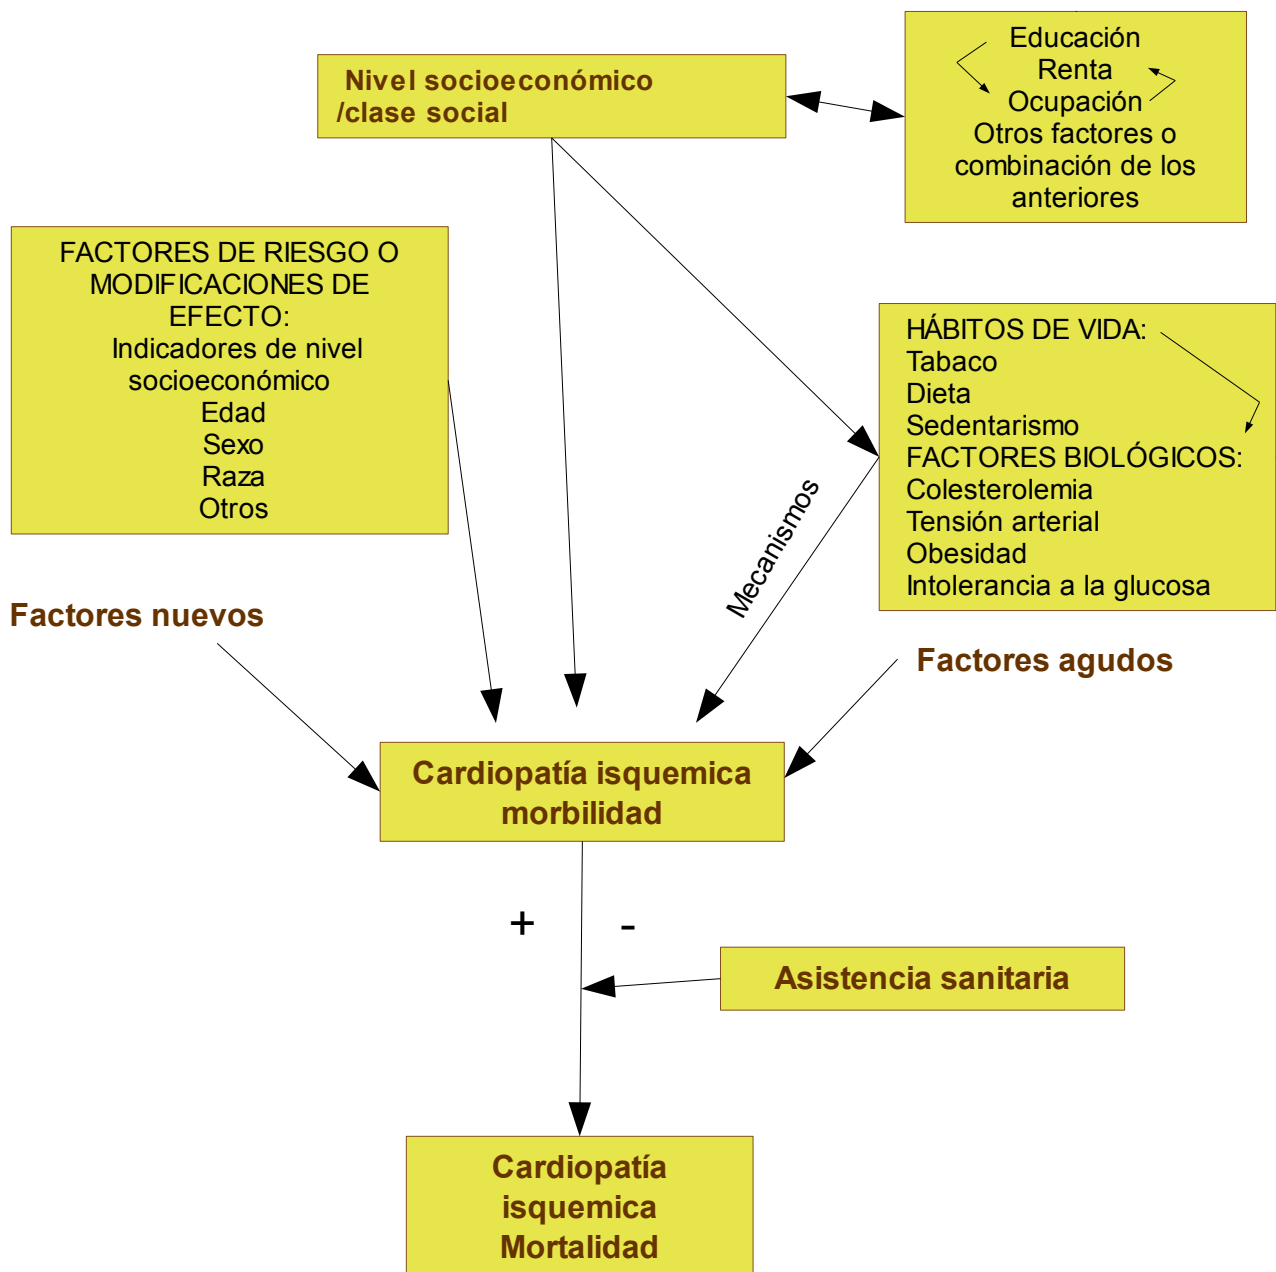 Educación
Renta
Ocupación
Otros factores o
combinación de los
anteriores
Nivel socioeconómico
/clase social
FACTORES DE RIESGO O
MODIFICACIONES DE
EFECTO:
Indicadores de nivel
socioeconómico
Edad
Sexo
Raza
Otros
HÁBITOS DE VIDA:
Tabaco
Dieta
Sedentarismo
FACTORES BIOLÓGICOS:
Colesterolemia
Tensión arterial
Obesidad
Intolerancia a la glucosa
Mecanismos
Factores nuevos
Factores agudos
Cardiopatía isquemica
morbilidad
+ -
Asistencia sanitaria
Cardiopatía
isquemica
Mortalidad